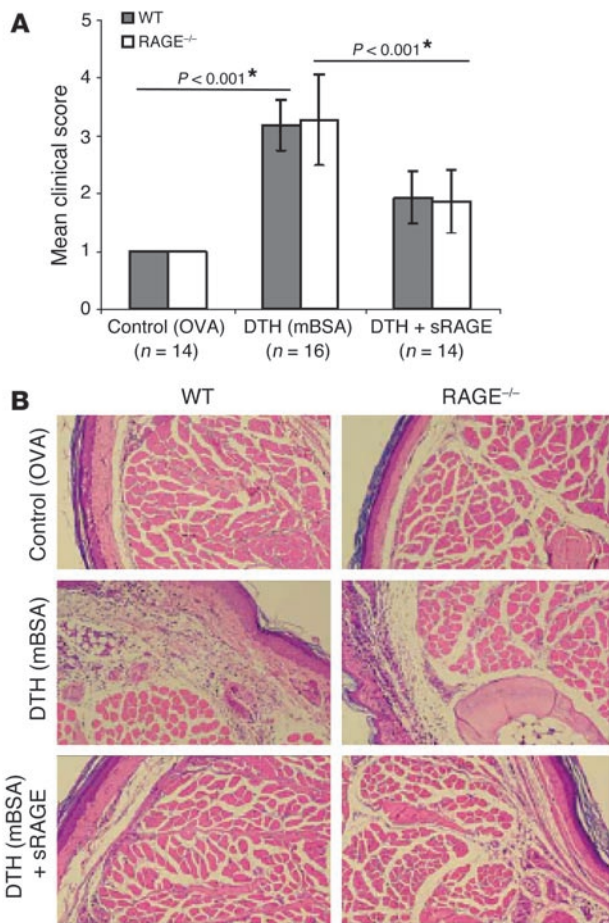 A
WT
RAGE–/–
Mean clinical score
5
4
3
2
1
0
P < 0.001*
P < 0.001*
Control (OVA)
(n = 14)
DTH (mBSA)
(n = 16)
DTH + sRAGE
(n = 14)
B
WT
RAGE–/–
Control (OVA)
DTH (mBSA)
DTH (mBSA)
+ sRAGE